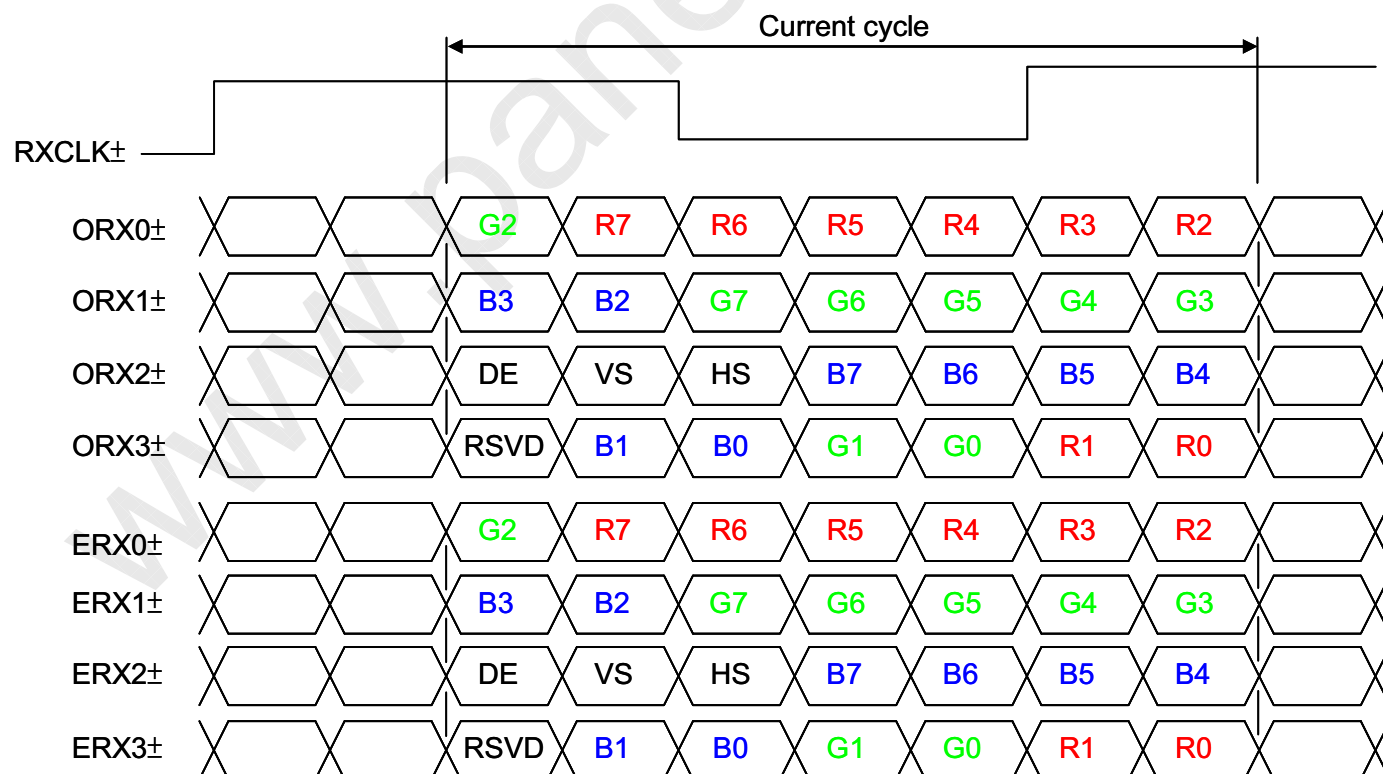 Current cycle
RXCLK±
ORX0± G2 R7 R6 R5 R4 R3 R2
ORX1± B3 B2 G7 G6 G5 G4 G3
ORX2± DE VS HS B7 B6 B5 B4
ORX3± RSVD B1 B0 G1 G0 R1 R0
ERX0± G2 R7 R6 R5 R4 R3 R2
ERX1± B3 B2 G7 G6 G5 G4 G3
ERX2± DE VS HS B7 B6 B5 B4
ERX3± RSVD B1 B0 G1 G0 R1 R0
www.pane